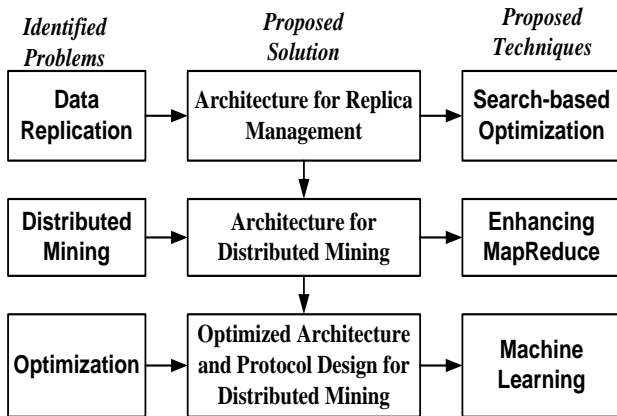 Identified
Problems
Proposed
Solution
Proposed
Techniques
Data
Replication
Architecture for Replica
Management
Search-based
Optimization
Distributed
Mining
Architecture for
Distributed Mining
Enhancing
MapReduce
Optimization
Optimized Architecture
and Protocol Design for
Distributed Mining
Machine
Learning